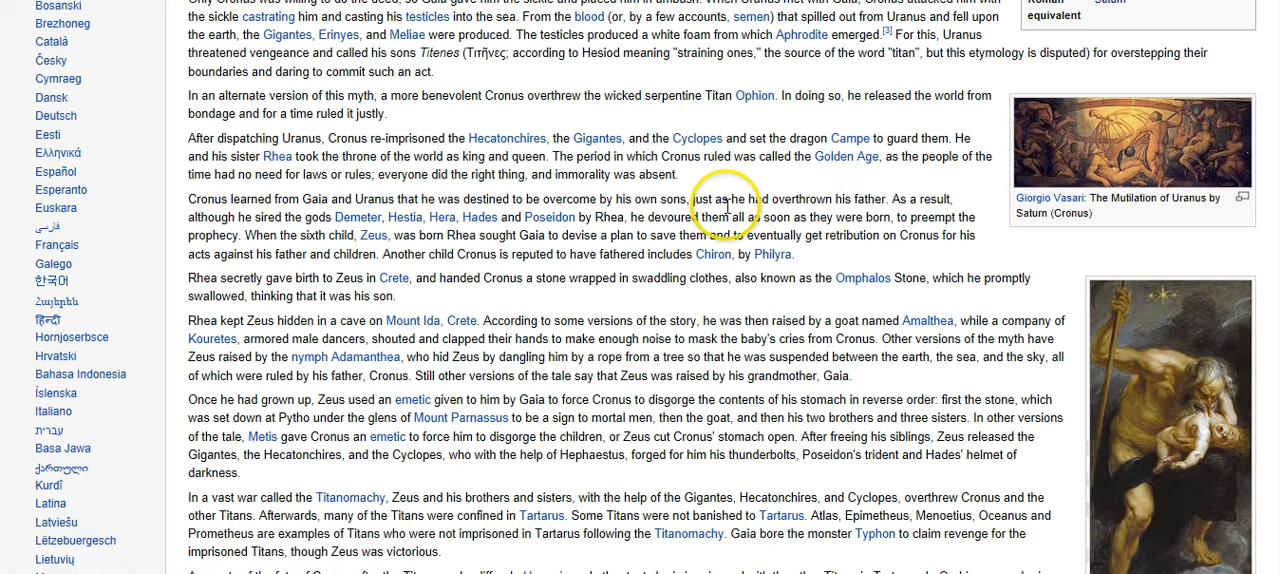 Bosanski
Brezhoneg
Català
Česky
Cymraeg
Dansk
Deutsch
Eesti
Ελληνικά
Español
Esperanto
Euskara
فارسی
Français
Galego
한국어
Հայերեն
हिन्दी
Hornjoserbsce
Hrvatski
Bahasa Indonesia
Íslenska
Italiano
עברית
Basa Jawa
ქართული
Kurdî
Latina
Latviešu
Lëtzebuergesch
Lietuvių
the sickle castrating him and casting his testicles into the sea. From the blood (or, by a few accounts, semen) that spilled out from Uranus and fell upon
the earth, the Gigantes, Erinyes, and Meliae were produced. The testicles produced a white foam from which Aphrodite emerged.[3] For this, Uranus
threatened vengeance and called his sons Titenes (Τιτῆνες; according to Hesiod meaning "straining ones," the source of the word "titan", but this etymology is disputed) for overstepping their
boundaries and daring to commit such an act.
In an alternate version of this myth, a more benevolent Cronus overthrew the wicked serpentine Titan Ophion. In doing so, he released the world from
bondage and for a time ruled it justly.
After dispatching Uranus, Cronus re-imprisoned the Hecatonchires, the Gigantes, and the Cyclopes and set the dragon Campe to guard them. He
and his sister Rhea took the throne of the world as king and queen. The period in which Cronus ruled was called the Golden Age, as the people of the
time had no need for laws or rules; everyone did the right thing, and immorality was absent.
Cronus learned from Gaia and Uranus that he was destined to be overcome by his own sons, just as he had overthrown his father. As a result,
although he sired the gods Demeter, Hestia, Hera, Hades and Poseidon by Rhea, he devoured them all as soon as they were born, to preempt the
prophecy. When the sixth child, Zeus, was born Rhea sought Gaia to devise a plan to save them and to eventually get retribution on Cronus for his
acts against his father and children. Another child Cronus is reputed to have fathered includes Chiron, by Philyra.
Rhea secretly gave birth to Zeus in Crete, and handed Cronus a stone wrapped in swaddling clothes, also known as the Omphalos Stone, which he promptly
swallowed, thinking that it was his son.
Rhea kept Zeus hidden in a cave on Mount Ida, Crete. According to some versions of the story, he was then raised by a goat named Amalthea, while a company of
Kouretes, armored male dancers, shouted and clapped their hands to make enough noise to mask the baby's cries from Cronus. Other versions of the myth have
Zeus raised by the nymph Adamanthea, who hid Zeus by dangling him by a rope from a tree so that he was suspended between the earth, the sea, and the sky, all
of which were ruled by his father, Cronus. Still other versions of the tale say that Zeus was raised by his grandmother, Gaia.
Once he had grown up, Zeus used an emetic given to him by Gaia to force Cronus to disgorge the contents of his stomach in reverse order: first the stone, which
was set down at Pytho under the glens of Mount Parnassus to be a sign to mortal men, then the goat, and then his two brothers and three sisters. In other versions
of the tale, Metis gave Cronus an emetic to force him to disgorge the children, or Zeus cut Cronus' stomach open. After freeing his siblings, Zeus released the
Gigantes, the Hecatonchires, and the Cyclopes, who with the help of Hephaestus, forged for him his thunderbolts, Poseidon's trident and Hades' helmet of
darkness.
In a vast war called the Titanomachy, Zeus and his brothers and sisters, with the help of the Gigantes, Hecatonchires, and Cyclopes, overthrew Cronus and the
other Titans. Afterwards, many of the Titans were confined in Tartarus. Some Titans were not banished to Tartarus. Atlas, Epimetheus, Menoetius, Oceanus and
Prometheus are examples of Titans who were not imprisoned in Tartarus following the Titanomachy. Gaia bore the monster Typhon to claim revenge for the
imprisoned Titans, though Zeus was victorious.
equivalent
Giorgio Vasari: The Mutilation of Uranus by
Saturn (Cronus)